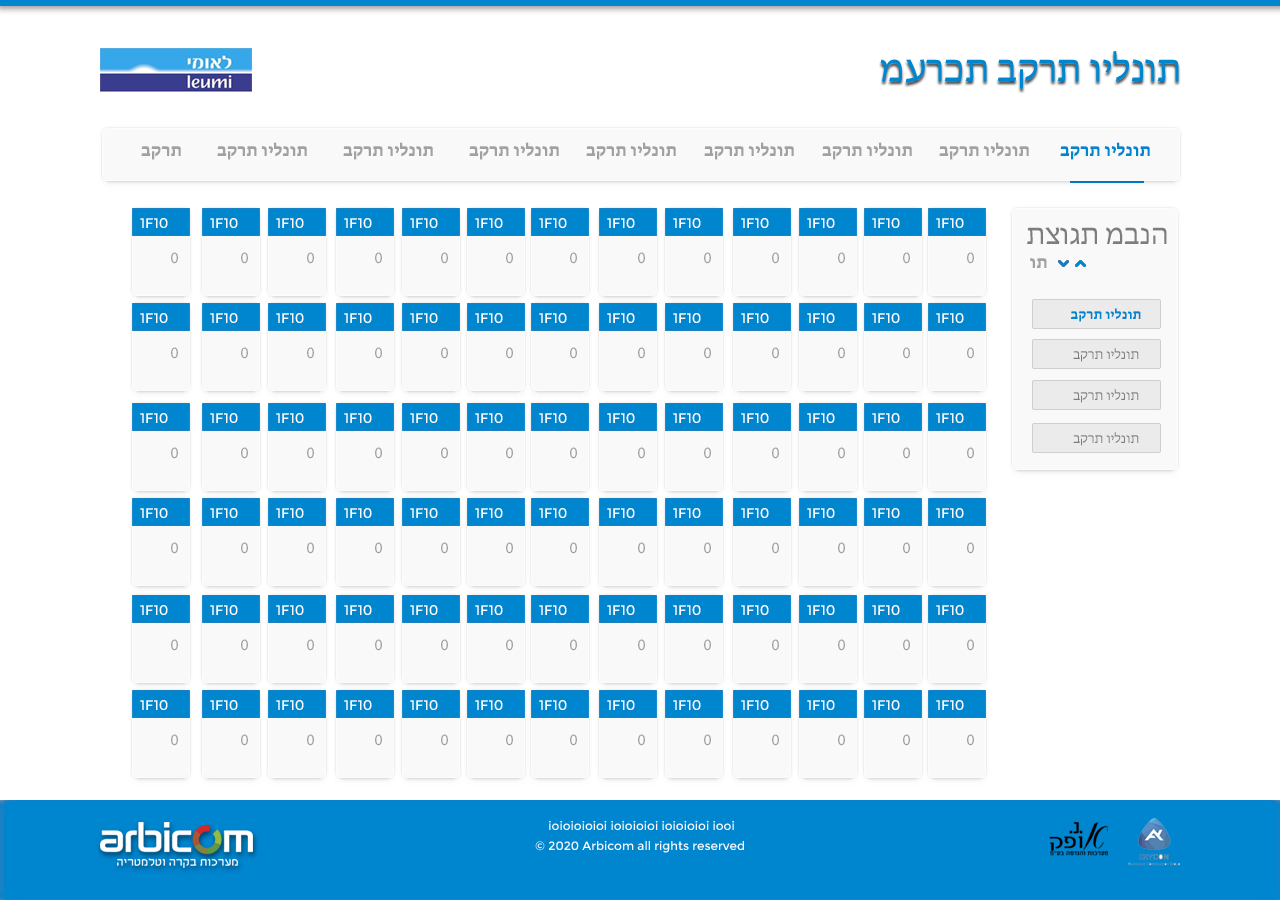 תונליו תרקב תכרעמ
לאומי
leumi
תונליו תרקב תונליו תרקב תונליו תרקב תונליו תרקב תונליו תרקב תונליו תרקב תונליו תרקב תונליו תרקב תרקב
הנבמ תגוצת
תו
תונליו תרקב
תונליו תרקב
תונליו תרקב
תונליו תרקב
1F10 1F10 1F10 1F10 1F10 1F10 1F10 1F10 1F10 1F10 1F10 1F10 1F10
0 0 0 0 0 0 0 0 0 0 0 0 0
1F10 1F10 1F10 1F10 1F10 1F10 1F10 1F10 1F10 1F10 1F10 1F10 1F10
0 0 0 0 0 0 0 0 0 0 0 0 0
1F10 1F10 1F10 1F10 1F10 1F10 1F10 1F10 1F10 1F10 1F10 1F10 1F10
0 0 0 0 0 0 0 0 0 0 0 0 0
1F10 1F10 1F10 1F10 1F10 1F10 1F10 1F10 1F10 1F10 1F10 1F10 1F10
0 0 0 0 0 0 0 0 0 0 0 0 0
1F10 1F10 1F10 1F10 1F10 1F10 1F10 1F10 1F10 1F10 1F10 1F10 1F10
0 0 0 0 0 0 0 0 0 0 0 0 0
1F10 1F10 1F10 1F10 1F10 1F10 1F10 1F10 1F10 1F10 1F10 1F10 1F10
0 0 0 0 0 0 0 0 0 0 0 0 0
arbicom
מערכות בקרה וטלמטריה
ioioioioioi ioioioioi ioioioioi iooi
© 2020 Arbicom all rights reserved
נ. אופק
מערכות והנדסה בע"מ